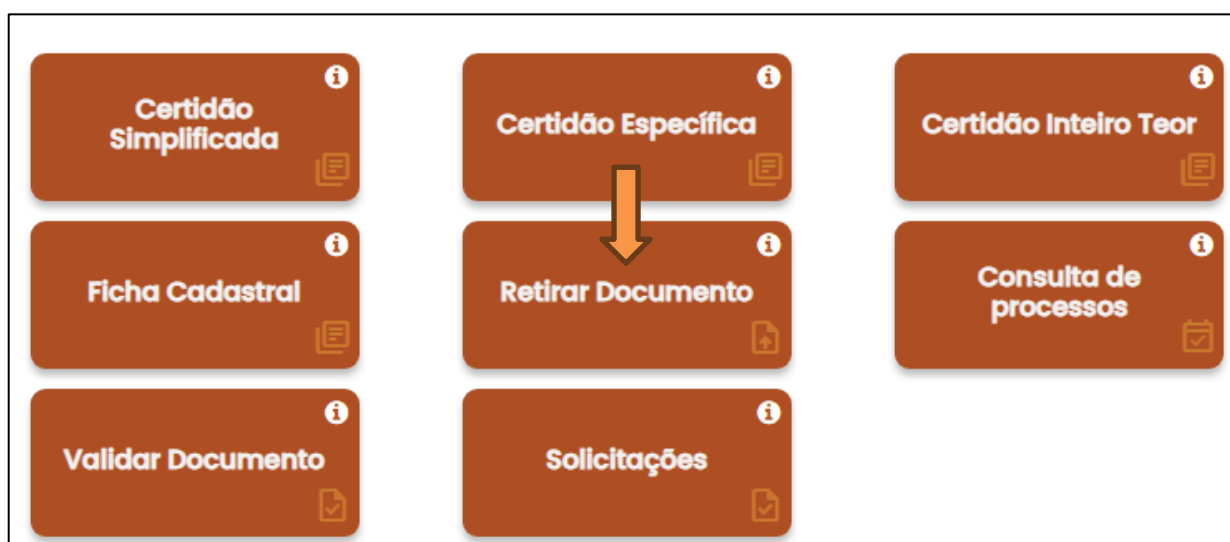 Certidão
Simplificada
Certidão Específica
Certidão Inteiro Teor
Ficha Cadastral
Retirar Documento
Consulta de
processos
Validar Documento
Solicitações